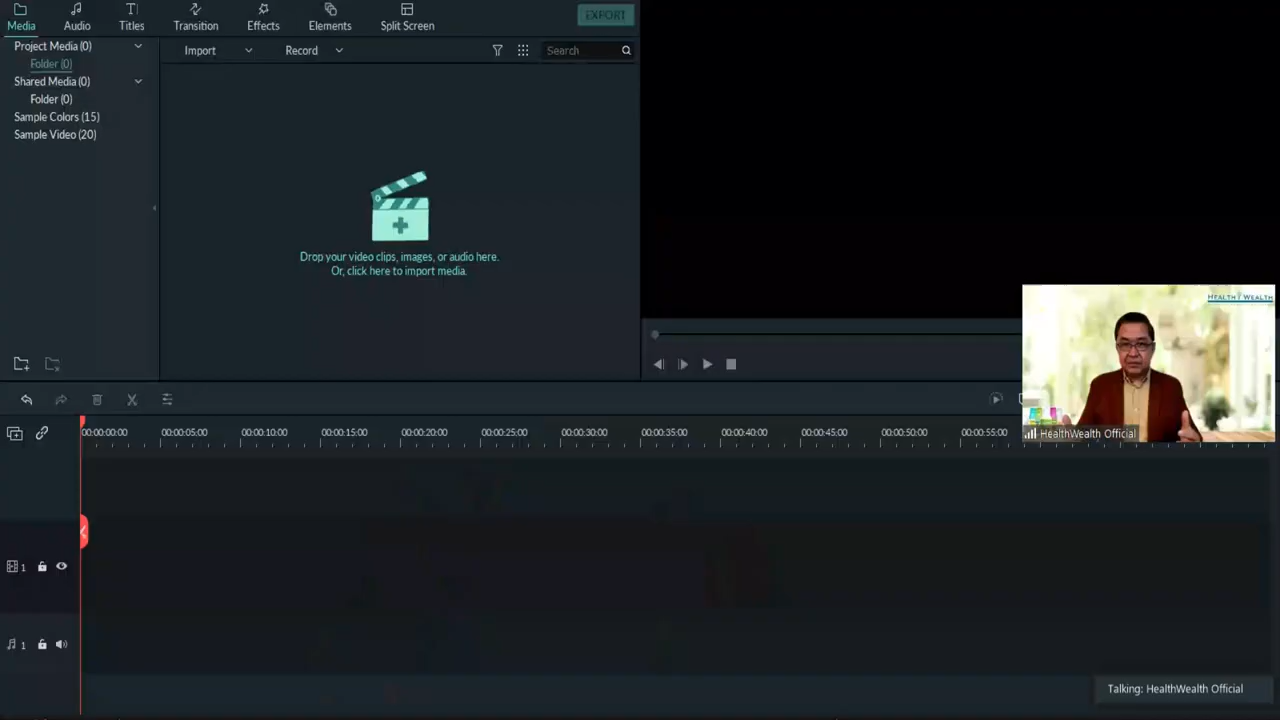 Media
Audio
Titles
Transition
Effects
Elements
Split Screen
EXPORT
Project Media (0)
Folder (0)
Shared Media (0)
Folder (0)
Sample Colors (15)
Sample Video (20)
Import
Record
Search
Drop your video clips, images, or audio here.
Or, click here to import media.
HEALTH WEALTH
HealthWealth Official
00:00:00:00
00:00:05:00
00:00:10:00
00:00:15:00
00:00:20:00
00:00:25:00
00:00:30:00
00:00:35:00
00:00:40:00
00:00:45:00
00:00:50:00
00:00:55:00
1
1
Talking: HealthWealth Official